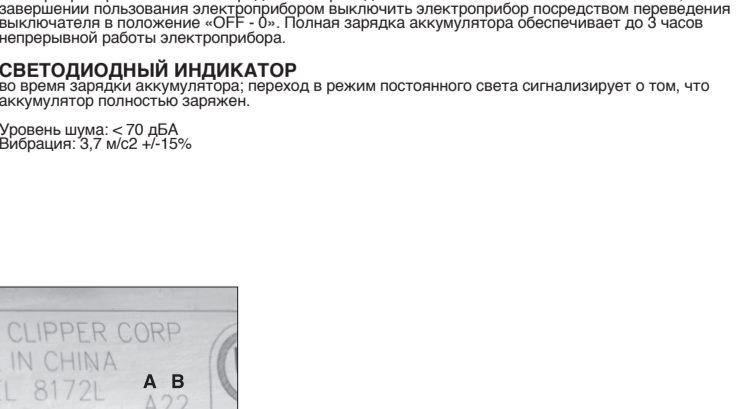 завершении пользования электроприбором выключить электроприбор посредством переведения
выключателя в положение «OFF - 0». Полная зарядка аккумулятора обеспечивает до 3 часов
непрерывной работы электроприбора.
СВЕТОДИОДНЫЙ ИНДИКАТОР
во время зарядки аккумулятора; переход в режим постоянного света сигнализирует о том, что
аккумулятор полностью заряжен.
Уровень шума: < 70 дБА
Вибрация: 3,7 м/с2 +/-15%
CLIPPER CORP
IN CHINA
8172L
A B
A22